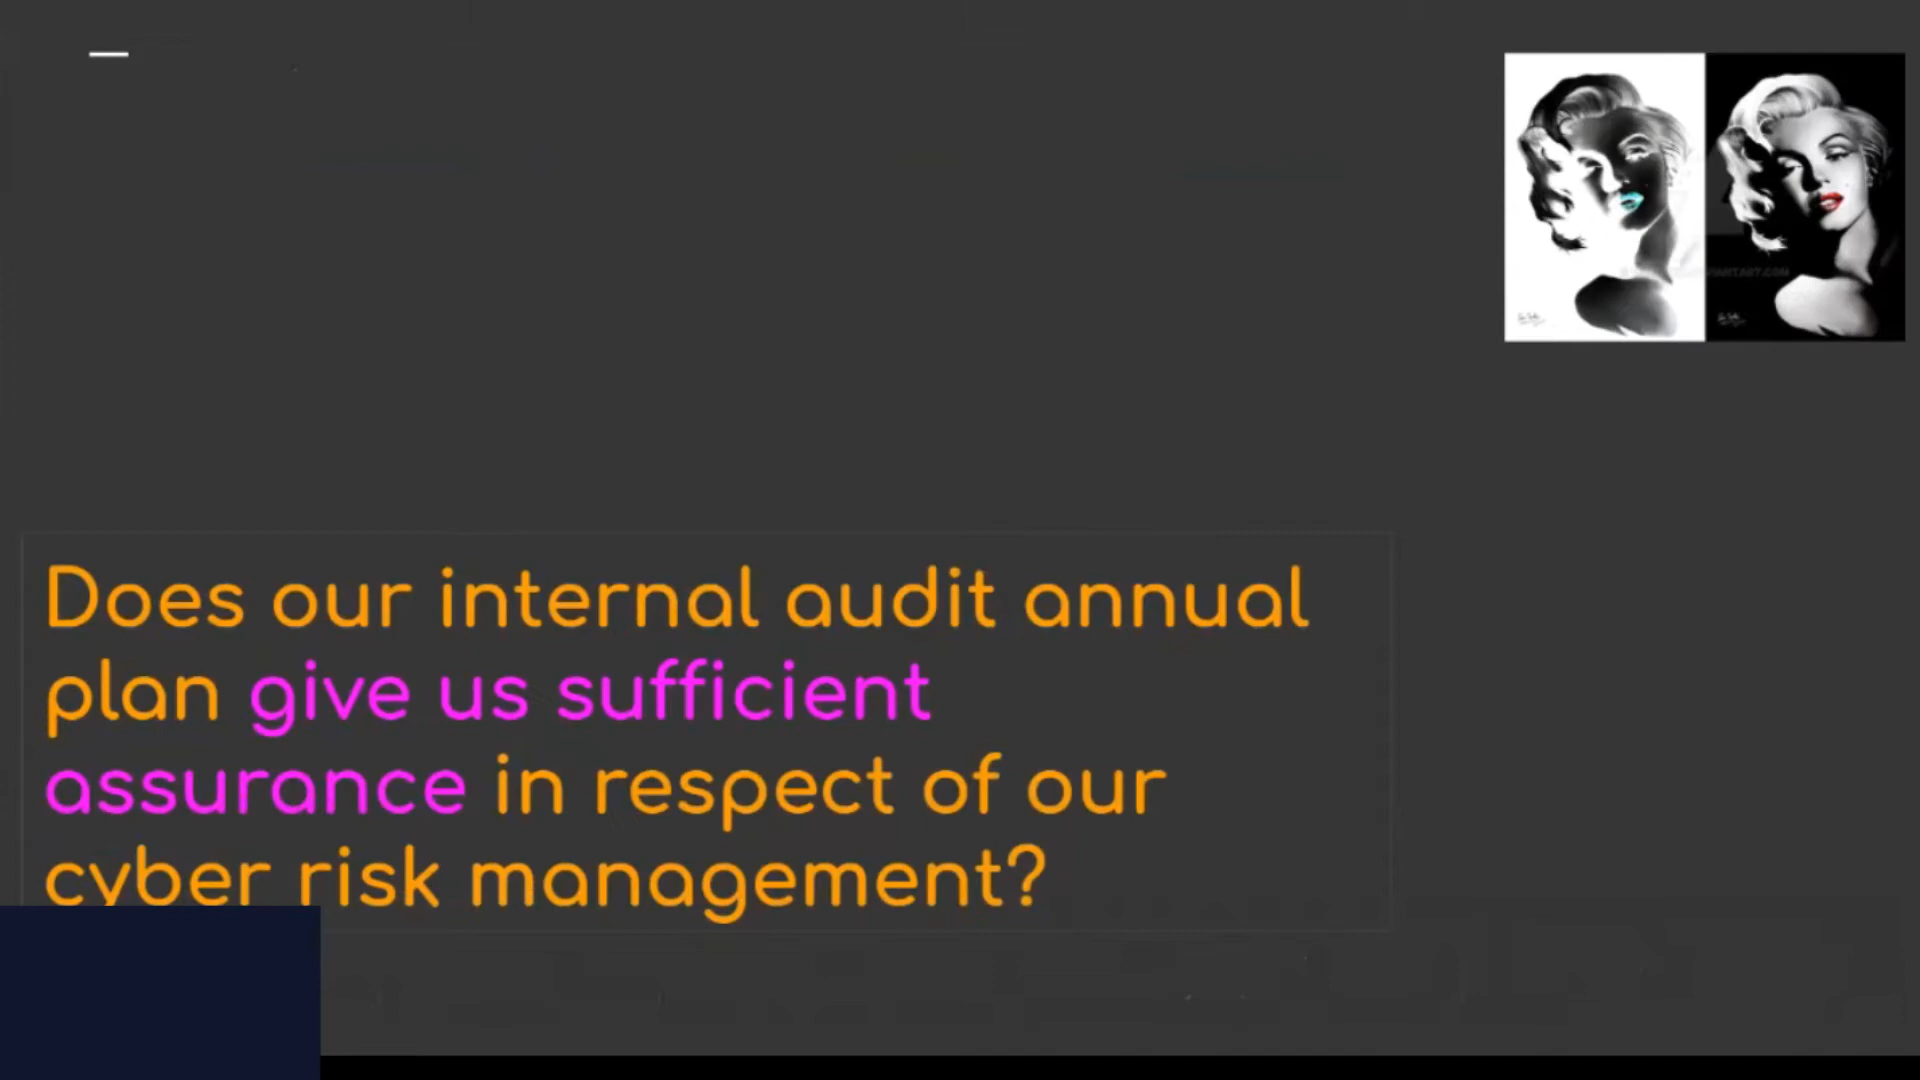 Does our internal audit annual
plan give us sufficient
assurance in respect of our
cyber risk management?